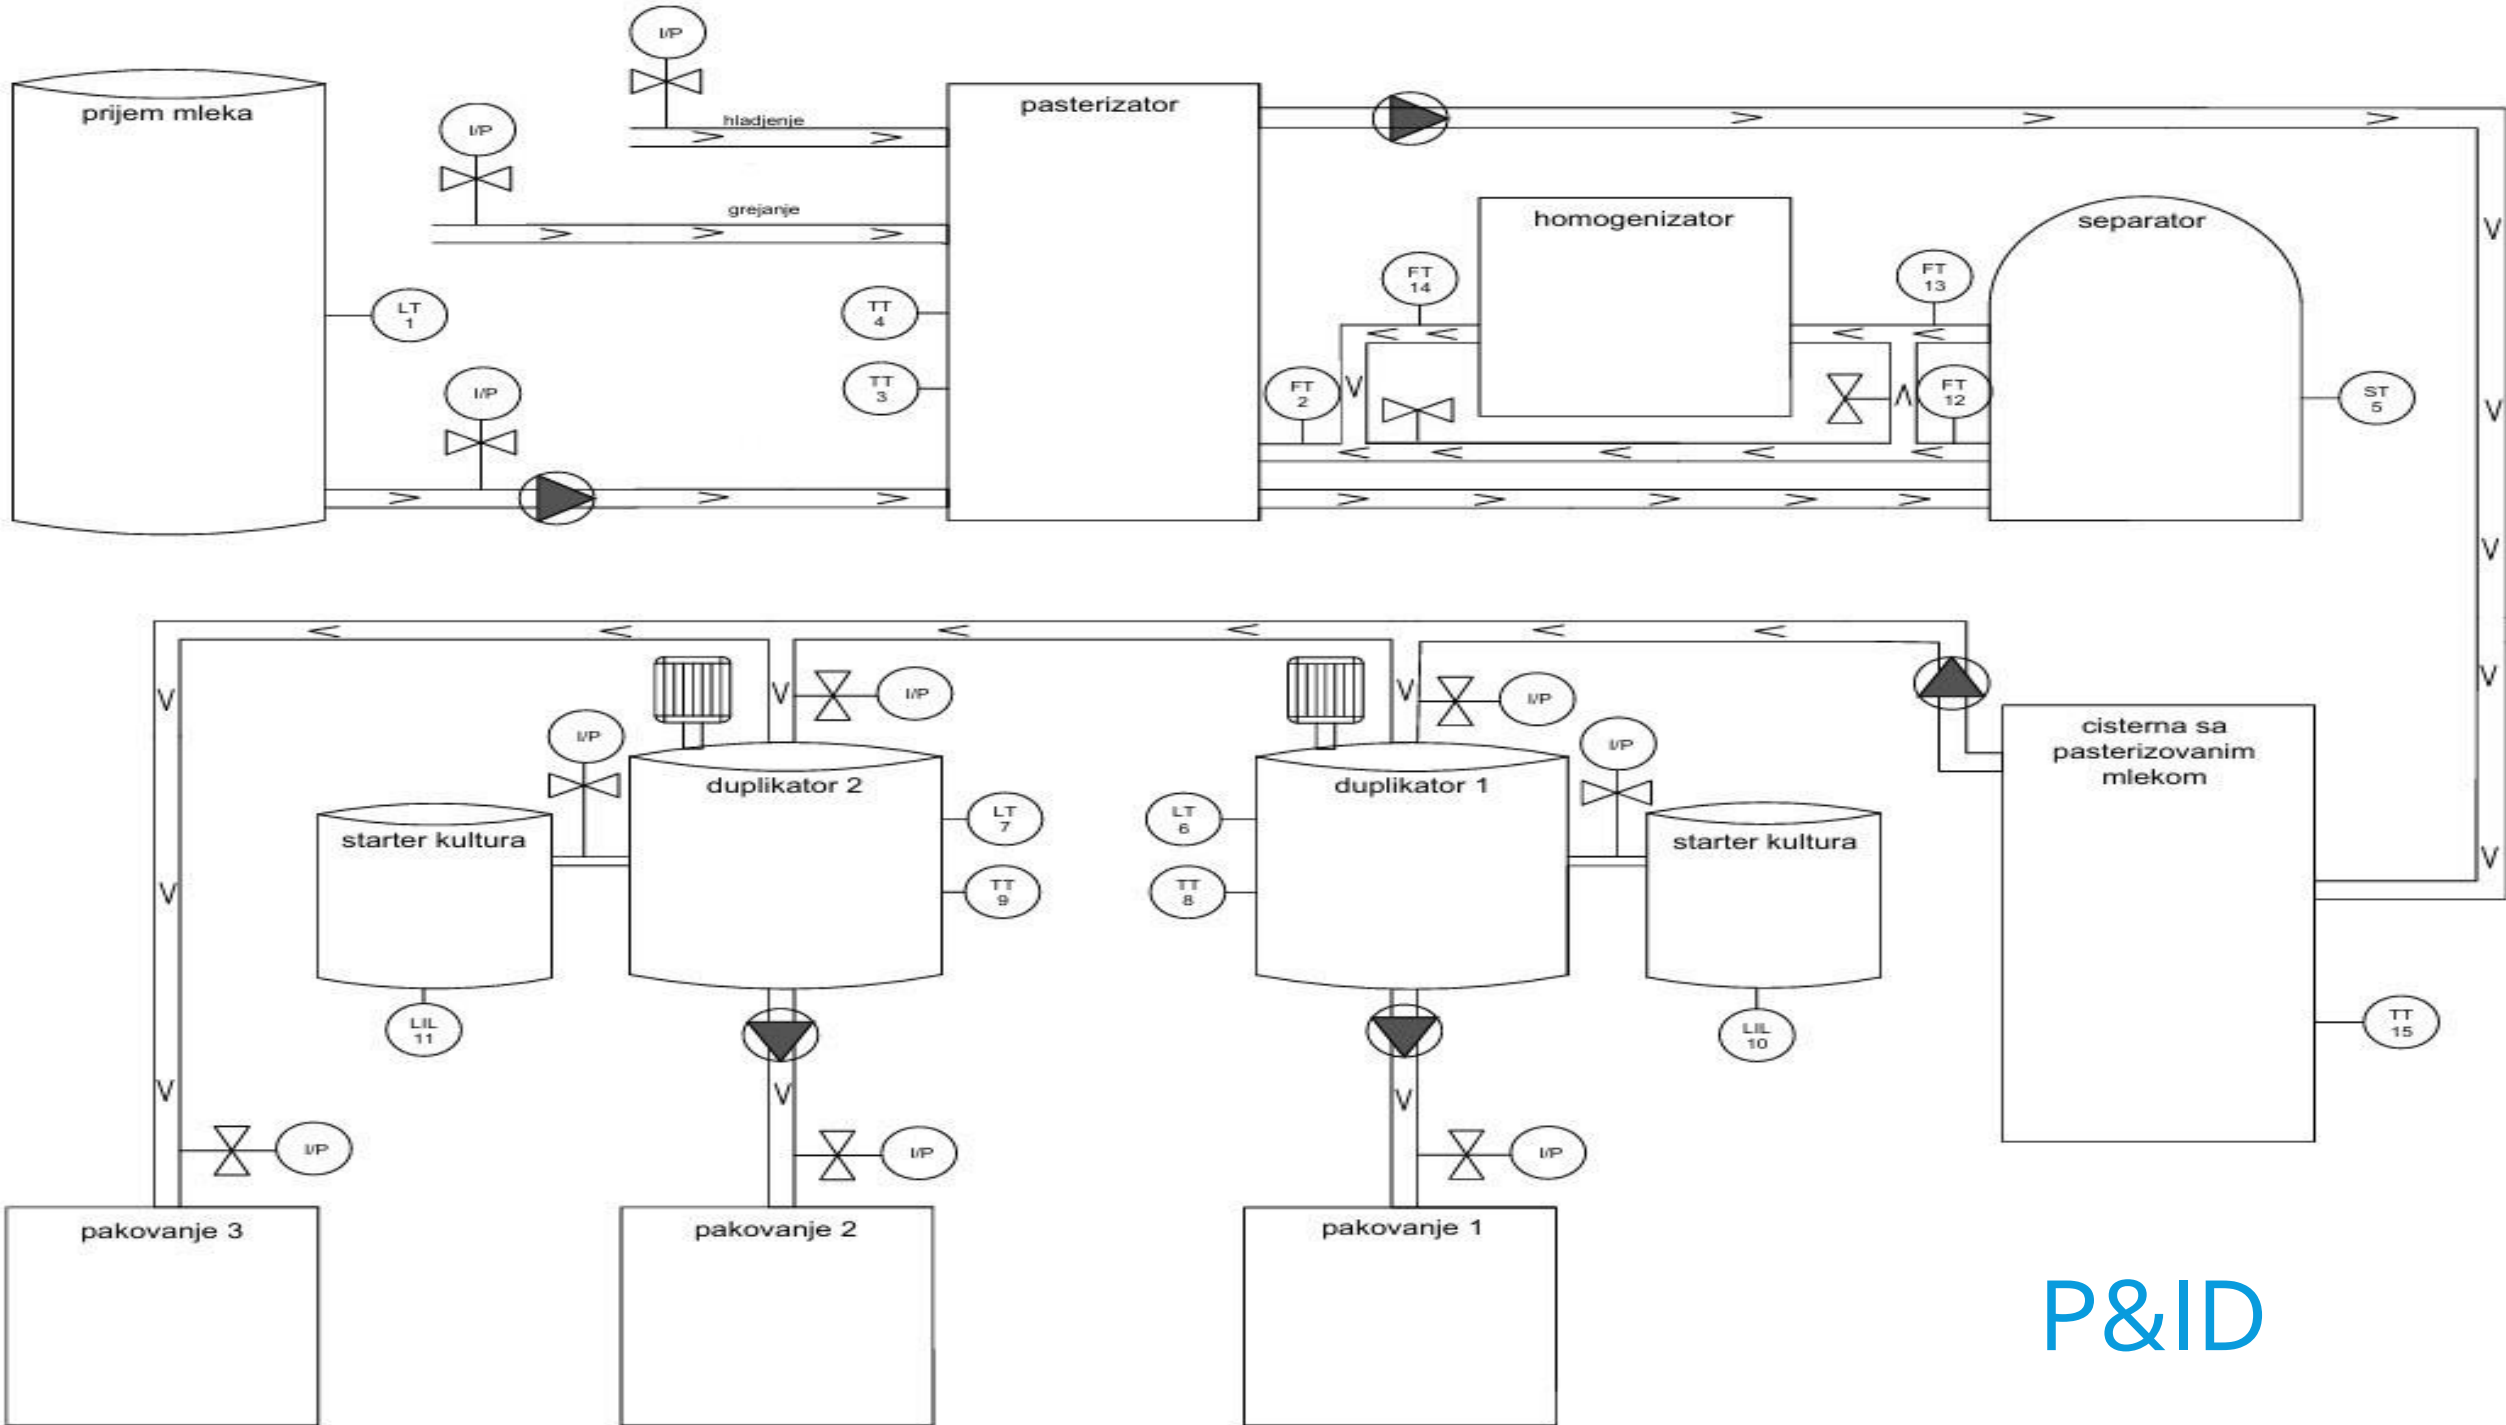 I/P
prijem mleka
pasterizator
hladjenje
I/P
grejanje
homogenizator
separator
LT
1
TT
4
TT
3
FT
14
FT
13
I/P
FT
2
FT
12
ST
5
I/P
I/P
I/P
I/P
duplikator 2
duplikator 1
cisterna sa
pasterizovanim
mlekom
starter kultura
LT
7
LT
6
starter kultura
TT
9
TT
8
LIL
11
LIL
10
TT
15
I/P
I/P
I/P
pakovanje 3
pakovanje 2
pakovanje 1
P&ID